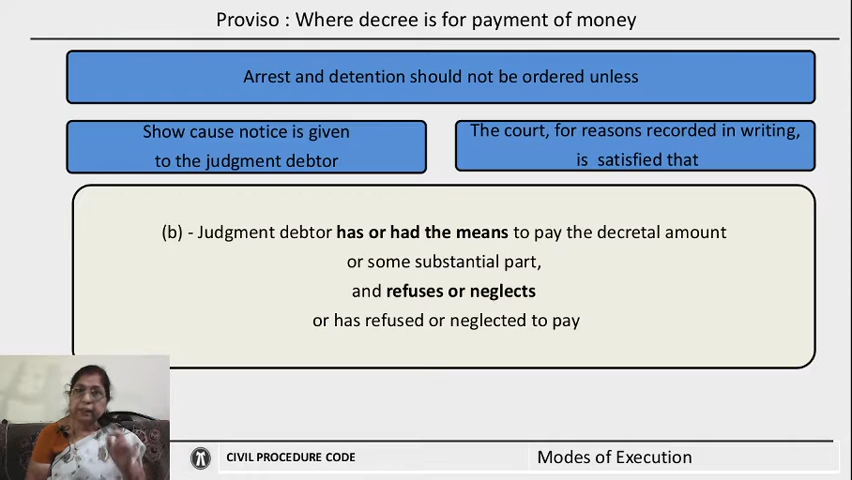 Proviso : Where decree is for payment of money
Arrest and detention should not be ordered unless
Show cause notice is given
to the judgment debtor
The court, for reasons recorded in writing,
is satisfied that
(b) - Judgment debtor has or had the means to pay the decretal amount
or some substantial part,
and refuses or neglects
or has refused or neglected to pay
CIVIL PROCEDURE CODE
Modes of Execution